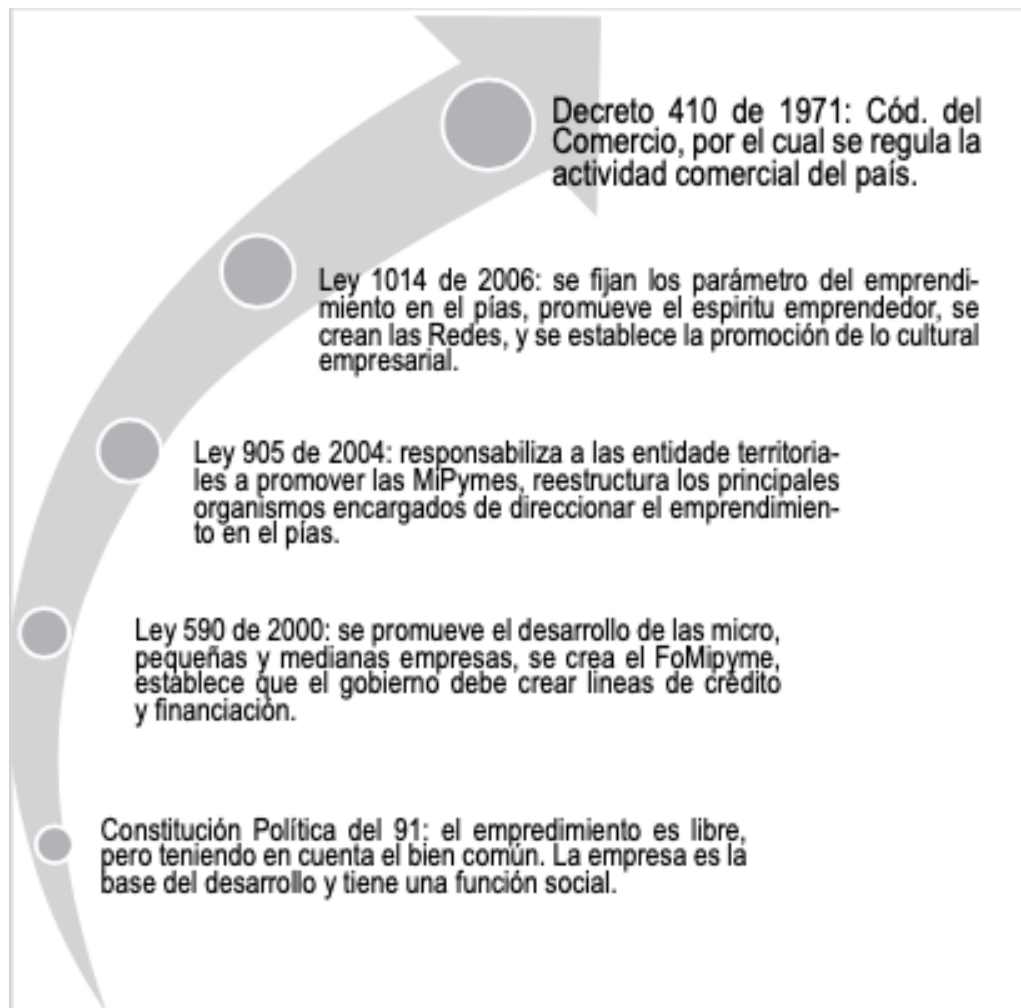 Decreto 410 de 1971: Cód. del
Comercio, por el cual se regula la
actividad comercial del país.
Ley 1014 de 2006: se fijan los parámetro del emprendi-
miento en el pías, promueve el espiritu emprendedor, se
crean las Redes, y se establece la promoción de lo cultural
empresarial.
Ley 905 de 2004: responsabiliza a las entidade territoria-
les a promover las MiPymes, reestructura los principales
organismos encargados de direccionar el emprendimien-
to en el pías.
Ley 590 de 2000: se promueve el desarrollo de las micro,
pequeñas y medianas empresas, se crea el FoMipyme,
establece que el gobierno debe crear lineas de crédito
y financiación.
Constitución Política del 91: el empredimiento es libre,
pero teniendo en cuenta el bien común. La empresa es la
base del desarrollo y tiene una función social.